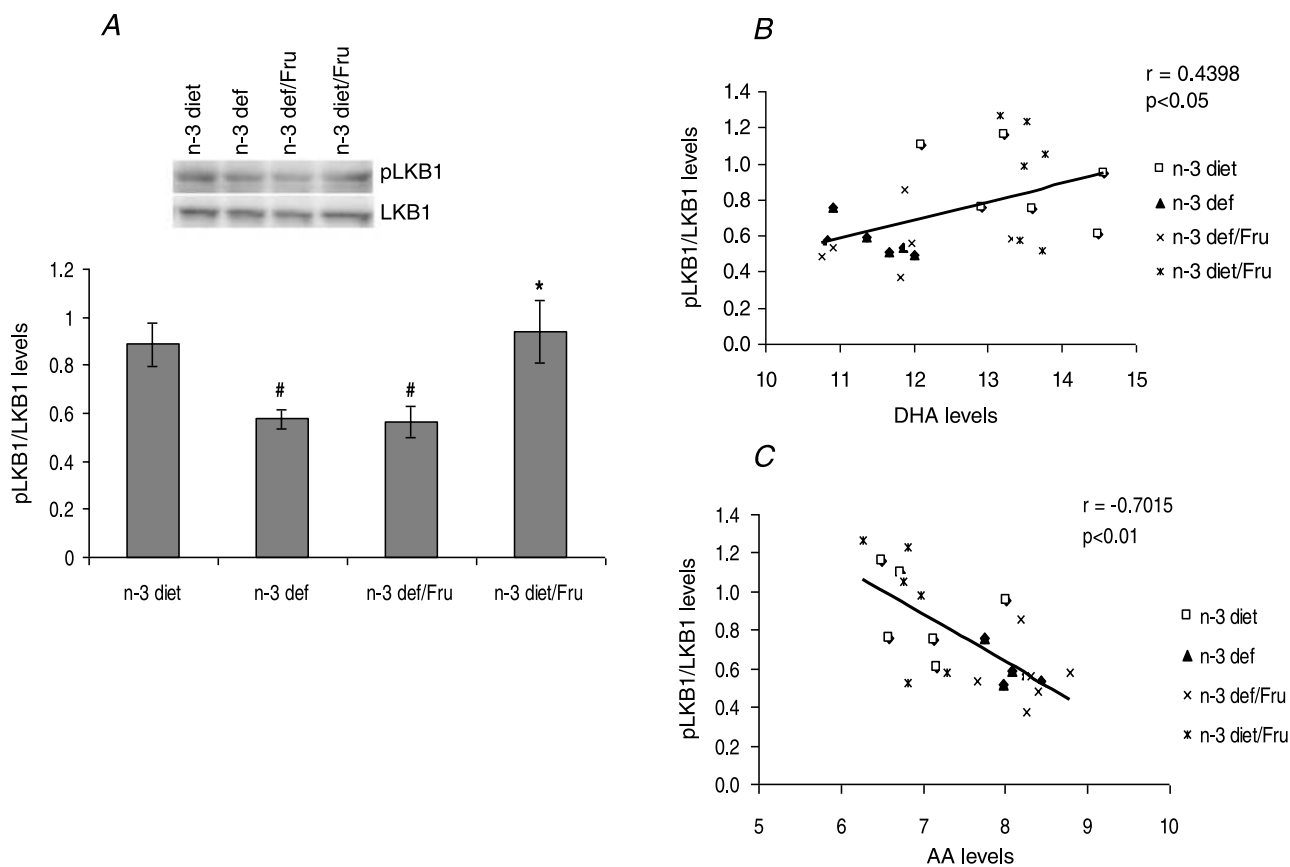 A
n-3 diet
n-3 def
n-3 def/Fru
n-3 diet/Fru
pLKB1
LKB1
pLKB1/LKB1 levels
1.2
1
0.8
0.6
0.4
0.2
0
#
#
*
n-3 diet
n-3 def
n-3 def/Fru
n-3 diet/Fru
B
r = 0.4398
p<0.05
pLKB1/LKB1 levels
1.4
1.2
1.0
0.8
0.6
0.4
0.2
0.0
10 11 12 13 14 15
DHA levels
n-3 diet
n-3 def
n-3 def/Fru
n-3 diet/Fru
C
r = -0.7015
p<0.01
pLKB1/LKB1 levels
1.4
1.2
1.0
0.8
0.6
0.4
0.2
0.0
5 6 7 8 9 10
AA levels
n-3 diet
n-3 def
n-3 def/Fru
n-3 diet/Fru